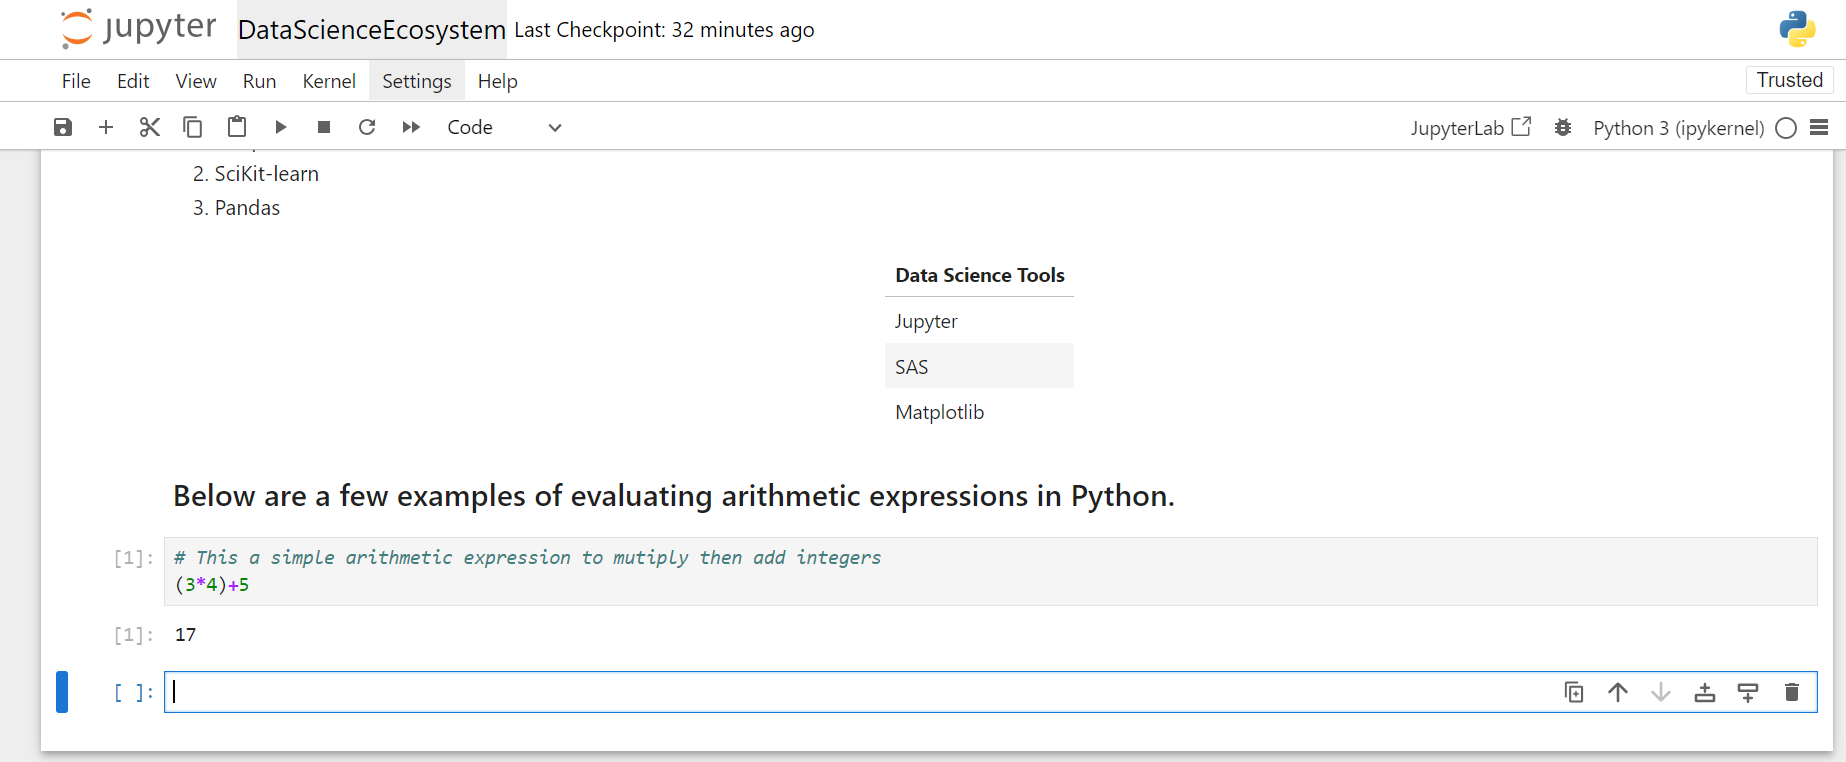 jupyter DataScienceEcosystem Last Checkpoint: 32 minutes ago
File Edit View Run Kernel Settings Help Trusted
Code JupyterLab Python 3 (ipykernel)
2. SciKit-learn
3. Pandas
Data Science Tools
Jupyter
SAS
Matplotlib
Below are a few examples of evaluating arithmetic expressions in Python.
[1]: # This a simple arithmetic expression to mutiply then add integers
(3*4)+5
[1]: 17
[ ]: